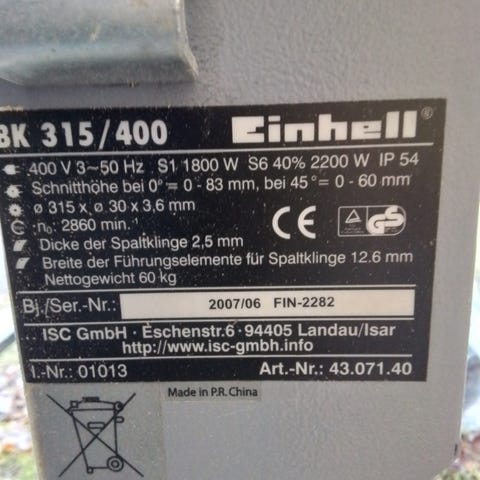 BK 315/400 Einhell ®
400 V 3~50 Hz S1 1800 W S6 40% 2200 W IP 54
Schnitthöhe bei 0° = 0 - 83 mm, bei 45° = 0 - 60 mm
ø 315 x ø 30 x 3,6 mm
n₀: 2860 min⁻¹
CE
GS
Dicke der Spaltklinge 2,5 mm
Breite der Führungselemente für Spaltklinge 12.6 mm
Nettogewicht 60 kg
Bj./Ser.-Nr.: 2007/06 FIN-2282
ISC GmbH · Eschenstr.6 · 94405 Landau/Isar
http://www.isc-gmbh.info
I.-Nr.: 01013 Art.-Nr.: 43.071.40
Made in P.R. China